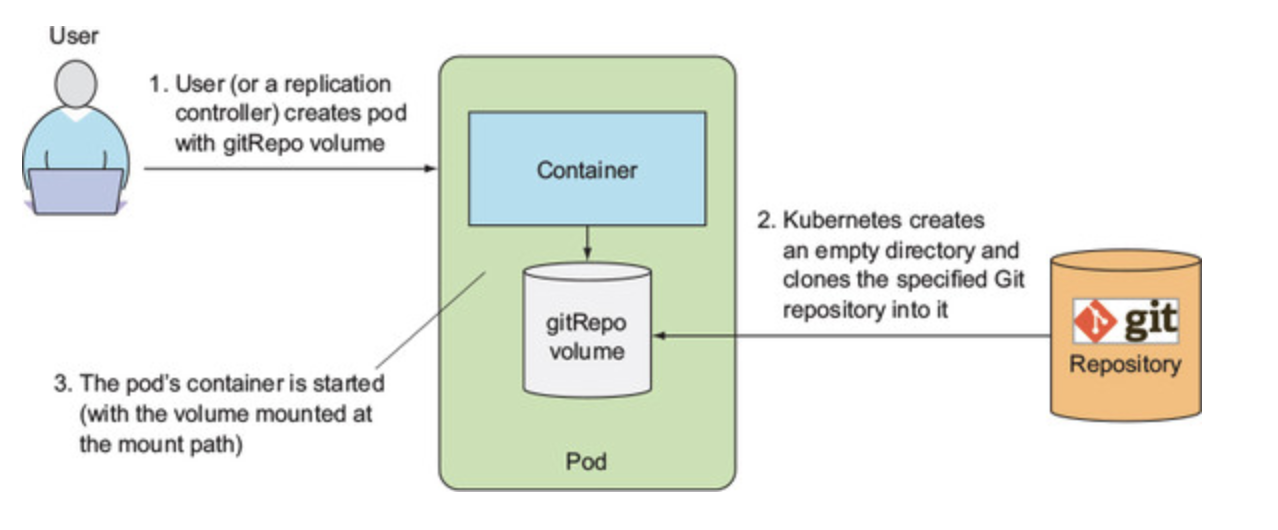 User
1. User (or a replication
controller) creates pod
with gitRepo volume
Container
2. Kubernetes creates
an empty directory and
clones the specified Git
repository into it
gitRepo
volume
git
Repository
3. The pod's container is started
(with the volume mounted at
the mount path)
Pod